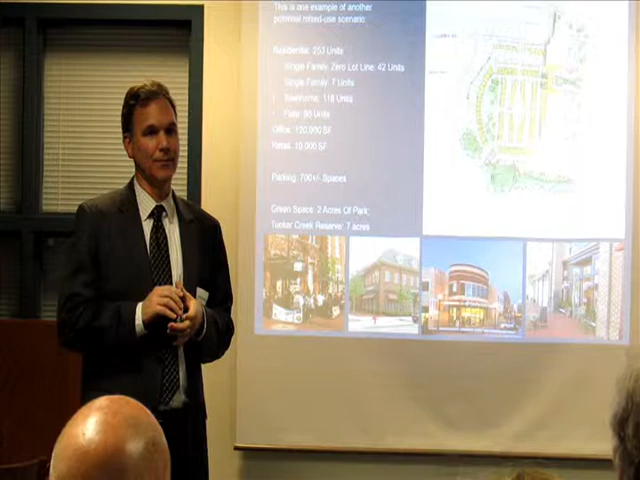 This is one example of another
potential mixed-use scenario:
Residential: 253 Units
Single Family, Zero Lot Line: 42 Units
Single Family: 7 Units
Townhome: 118 Units
Flats: Units
Office: 120,000 SF
Retail: 10,000 SF
Parking: 700+/- Spaces
Green Space: 2 Acres Of Park;
Tucker Creek Reserve: 7 acres